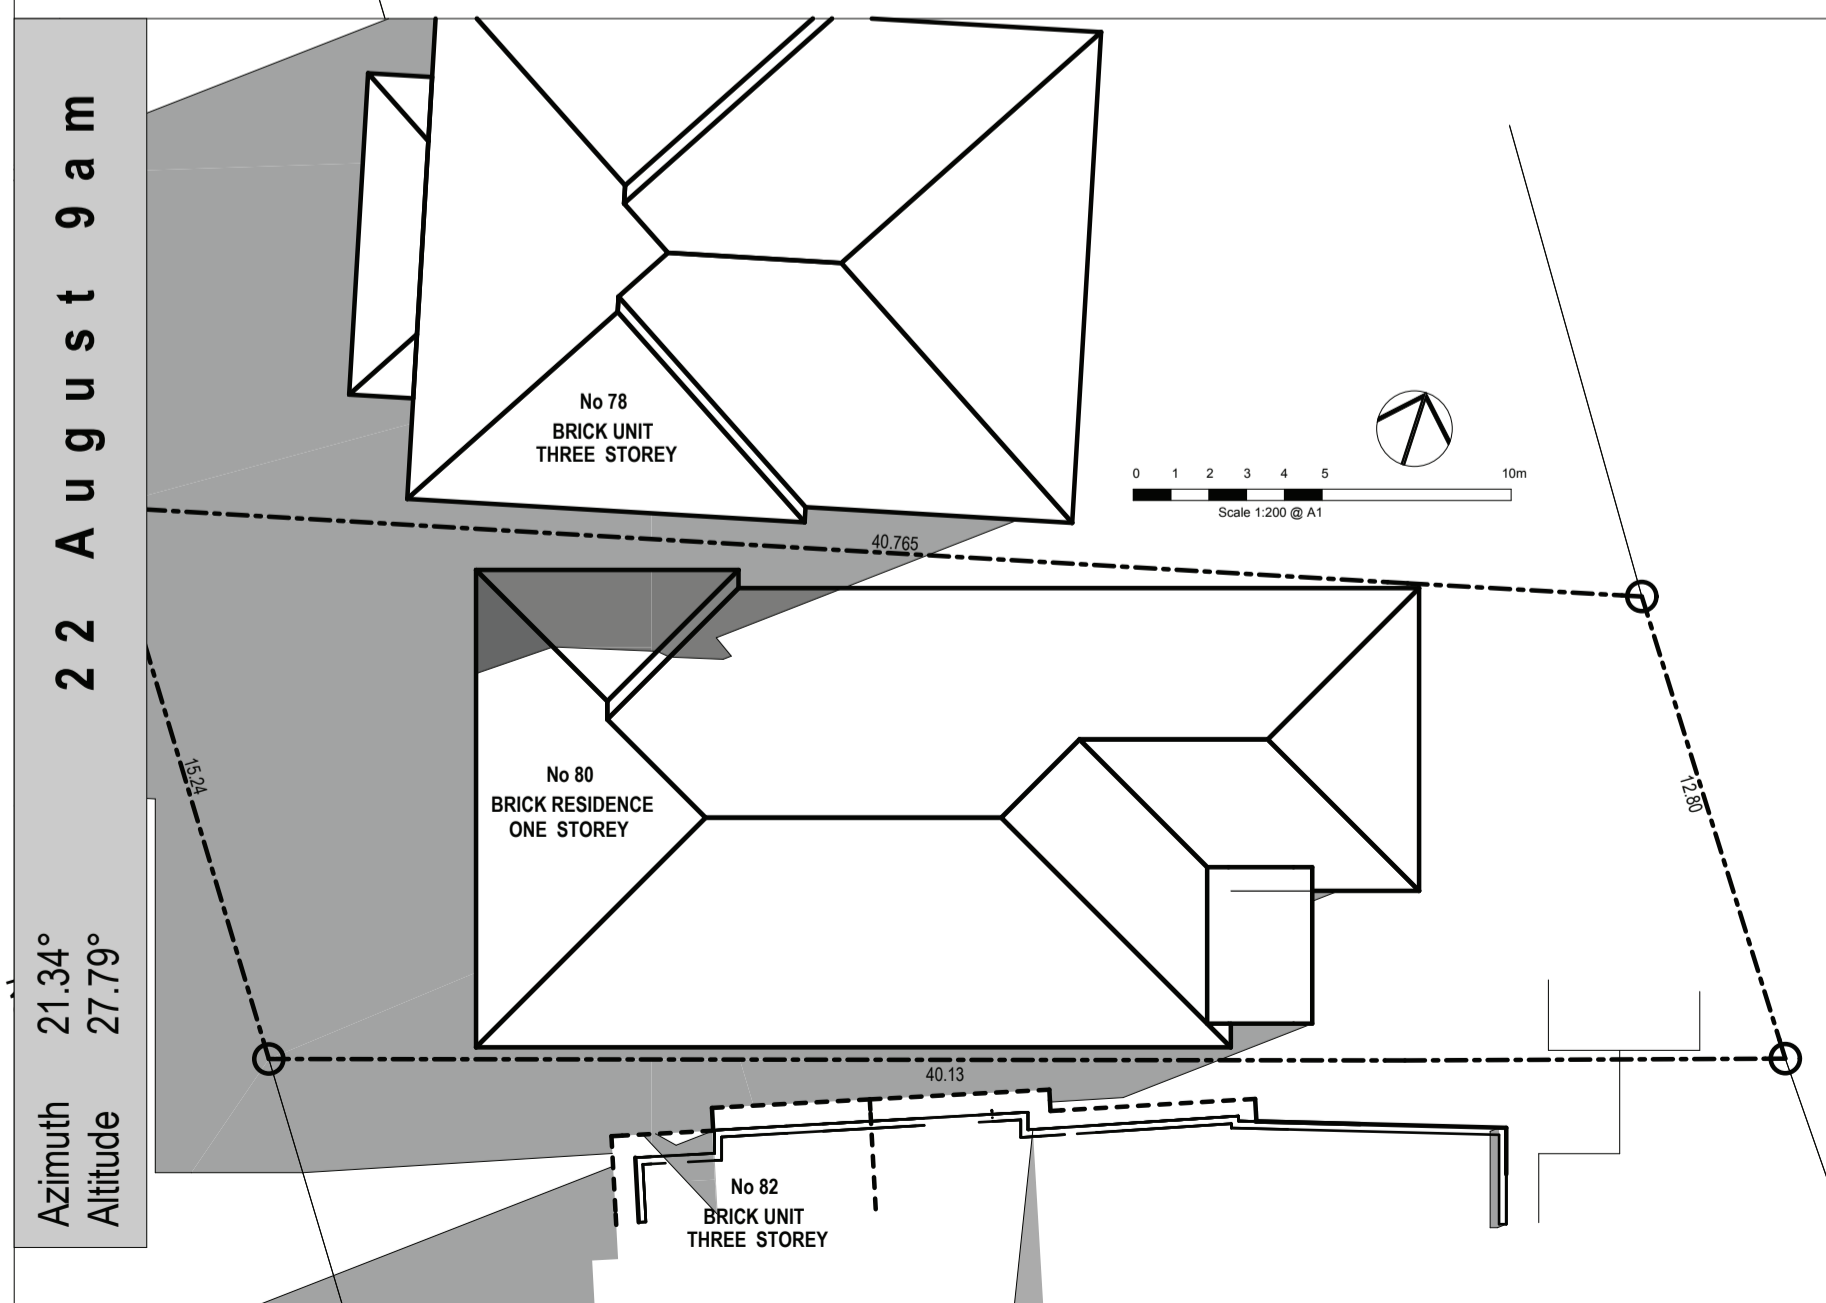 22 August 9am
Azimuth 21.34°
Altitude 27.79°
No 78
BRICK UNIT
THREE STOREY
0 1 2 3 4 5 10m
Scale 1:200 @ A1
40.765
15.24
12.80
No 80
BRICK RESIDENCE
ONE STOREY
40.13
No 82
BRICK UNIT
THREE STOREY